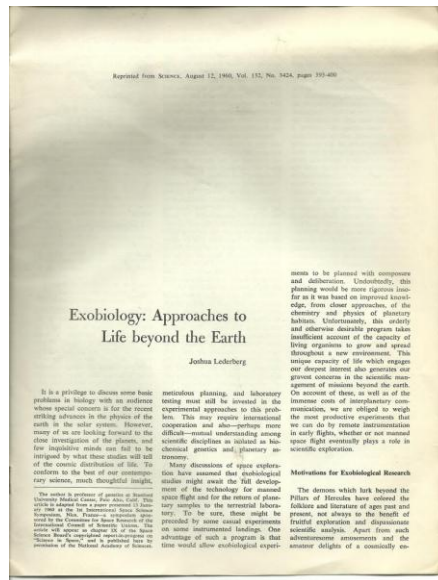 Reprinted from SCIENCE, August 12, 1960, Vol. 132, No. 3424, pages 393-400
Exobiology: Approaches to
Life beyond the Earth
Joshua Lederberg
It is a privilege to discuss some basic
problems in biology with an audience
whose special concern is for the recent
striking advances in the physics of the
earth in the solar system. However,
many of us are looking forward to the
close investigation of the planets, and
few inquisitive minds can fail to be
intrigued by what these studies will tell
of the cosmic distribution of life. To
conform to the best of our contempo-
rary science, much thoughtful insight,
The author is professor of genetics at Stanford
University Medical Center, Palo Alto, Calif. This
article is adapted from a paper presented 13 Janu-
ary 1960 at the 1st International Space Science
Symposium, Nice, France—a symposium spon-
sored by the Committee for Space Research of the
International Council of Scientific Unions. The
article will appear as chapter IX of the Space
Science Board's copyrighted report-in-progress on
"Science in Space," and is published here by
permission of the National Academy of Sciences.
meticulous planning, and laboratory
testing must still be invested in the
experimental approaches to this prob-
lem. This may require international
cooperation and also—perhaps more
difficult—mutual understanding among
scientific disciplines as isolated as bio-
chemical genetics and planetary as-
tronomy.
Many discussions of space explora-
tion have assumed that exobiological
studies might await the full develop-
ment of the technology for manned
space flight and for the return of plane-
tary samples to the terrestrial labora-
tory. To be sure, these might be
preceded by some casual experiments
on some instrumented landings. One
advantage of such a program is that
time would allow exobiological experi-
ments to be planned with composure
and deliberation. Undoubtedly, this
planning would be more rigorous inso-
far as it was based on improved knowl-
edge, from closer approaches, of the
chemistry and physics of planetary
habitats. Unfortunately, this orderly
and otherwise desirable program takes
insufficient account of the capacity of
living organisms to grow and spread
throughout a new environment. This
unique capacity of life which engages
our deepest interest also generates our
gravest concerns in the scientific man-
agement of missions beyond the earth.
On account of these, as well as of the
immense costs of interplanetary com-
munication, we are obliged to weigh
the most productive experiments that
we can do by remote instrumentation
in early flights, whether or not manned
space flight eventually plays a role in
scientific exploration.
Motivations for Exobiological Research
The demons which lurk beyond the
Pillars of Hercules have colored the
folklore and literature of ages past and
present, not always to the benefit of
fruitful exploration and dispassionate
scientific analysis. Apart from such
adventuresome amusements and the
amateur delights of a cosmically en-